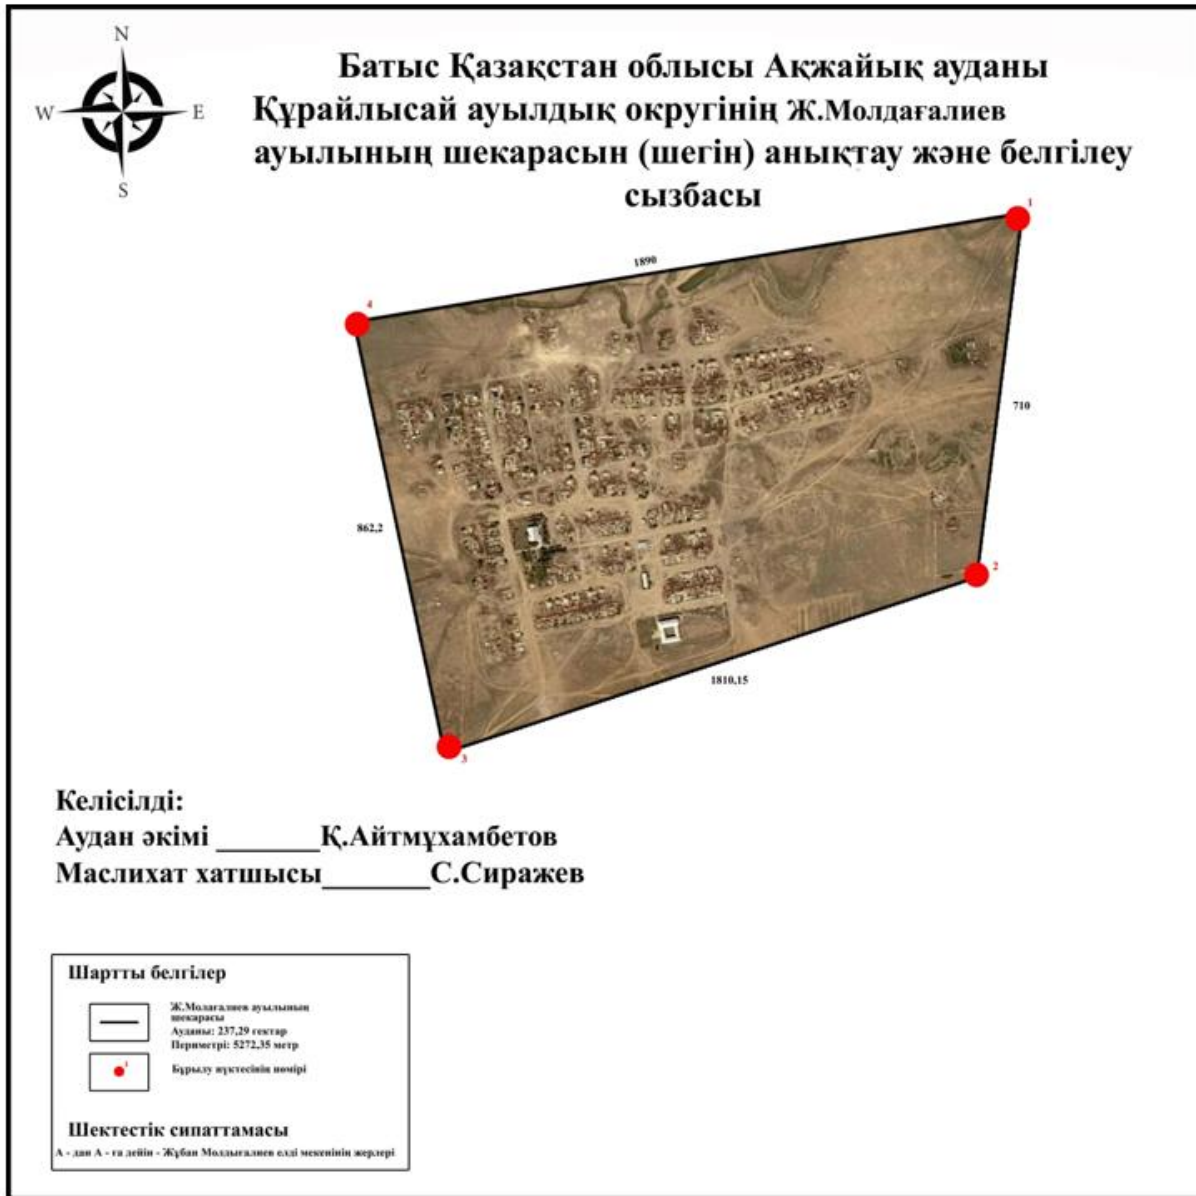 N
W
E
S
Батыс Қазақстан облысы Ақжайық ауданы
Құрайлысай ауылдық округінің Ж.Молдағалиев
ауылының шекарасын (шегін) анықтау және белгілеу
сызбасы
1
1890
4
710
862,2
2
1810,15
3
Келісілді:
Аудан әкімі _______Қ.Айтмұхамбетов
Маслихат хатшысы_______С.Сиражев
Шартты белгілер
Ж.Молдағалиев ауылының
шекарасы
Ауданы: 237,29 гектар
Периметрі: 5272,35 метр
Бұрылу нүктесінің нөмірі
Шектестік сипаттамасы
А - дан А - ға дейін - Жұбан Молдығалиев елді мекенінің жерлері